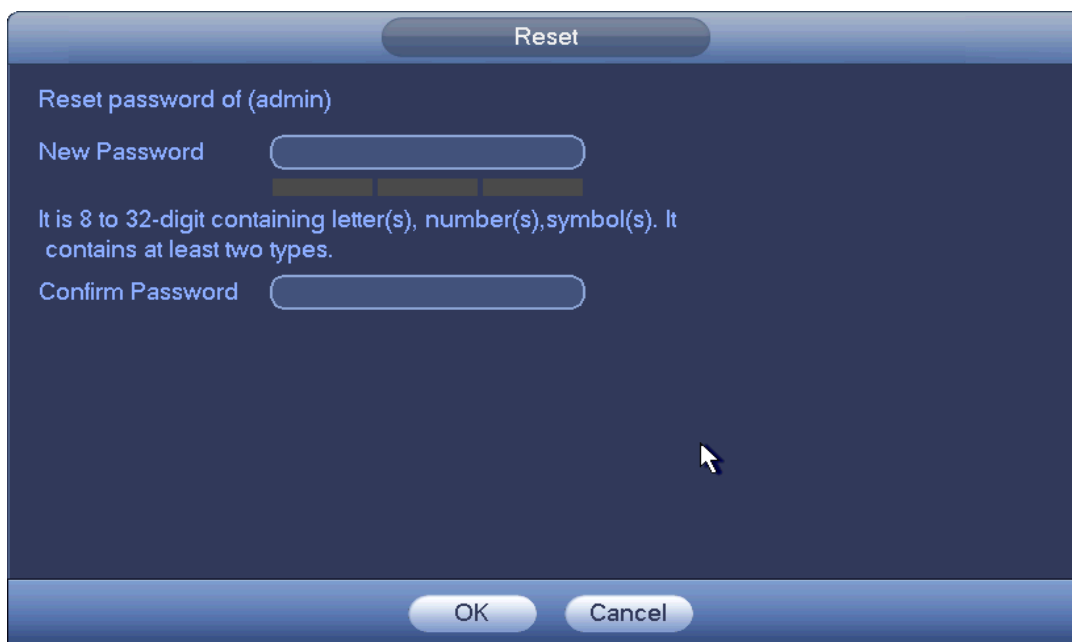 Reset
Reset password of (admin)
New Password
It is 8 to 32-digit containing letter(s), number(s),symbol(s). It
contains at least two types.
Confirm Password
OK
Cancel